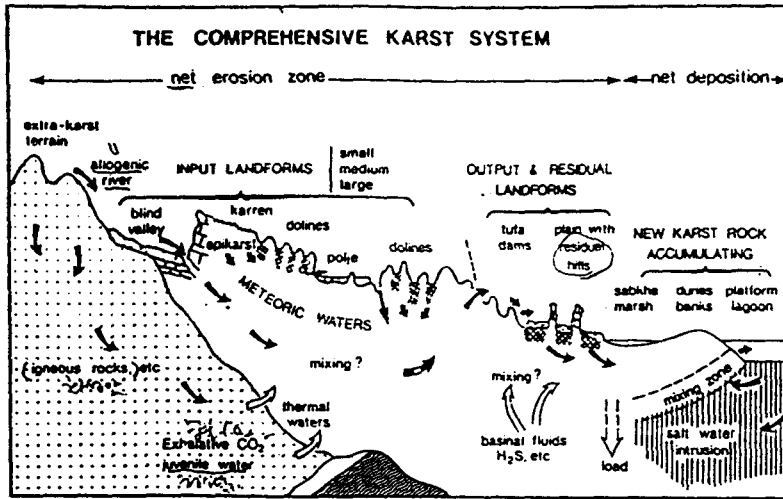 THE COMPREHENSIVE KARST SYSTEM
net erosion zone
net deposition
extra-karst
terrain
allogenic
river
INPUT LANDFORMS
small
medium
large
OUTPUT & RESIDUAL
LANDFORMS
blind
valley
karren
epikarst
dolines
polje
dolines
tufa
dams
plain with
residual
hills
NEW KARST ROCK
ACCUMULATING
sabkha
marsh
dunes
banks
platform
lagoon
METEORIC WATERS
mixing?
(igneous rocks,) etc
thermal
waters
Exhalative CO2
juvenile water
mixing?
basinal fluids
H2S, etc
load
mixing zone
salt water
intrusion